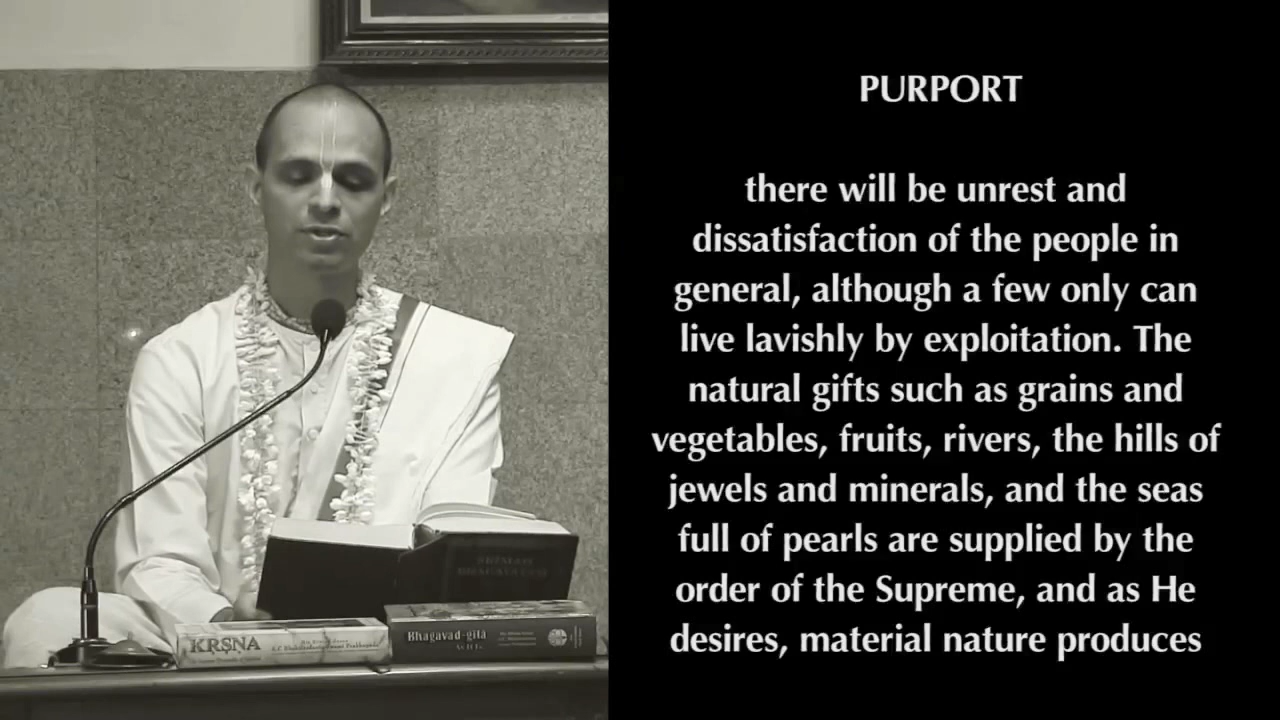 PURPORT
there will be unrest and
dissatisfaction of the people in
general, although a few only can
live lavishly by exploitation. The
natural gifts such as grains and
vegetables, fruits, rivers, the hills of
jewels and minerals, and the seas
full of pearls are supplied by the
order of the Supreme, and as He
desires, material nature produces
KṚṢṆA
Bhagavad-gītā